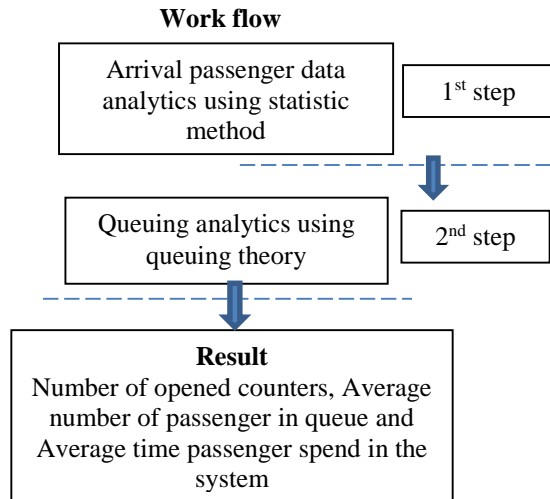 Work flow
Arrival passenger data
analytics using statistic
method
1st step
Queuing analytics using
queuing theory
2nd step
Result
Number of opened counters, Average
number of passenger in queue and
Average time passenger spend in the
system